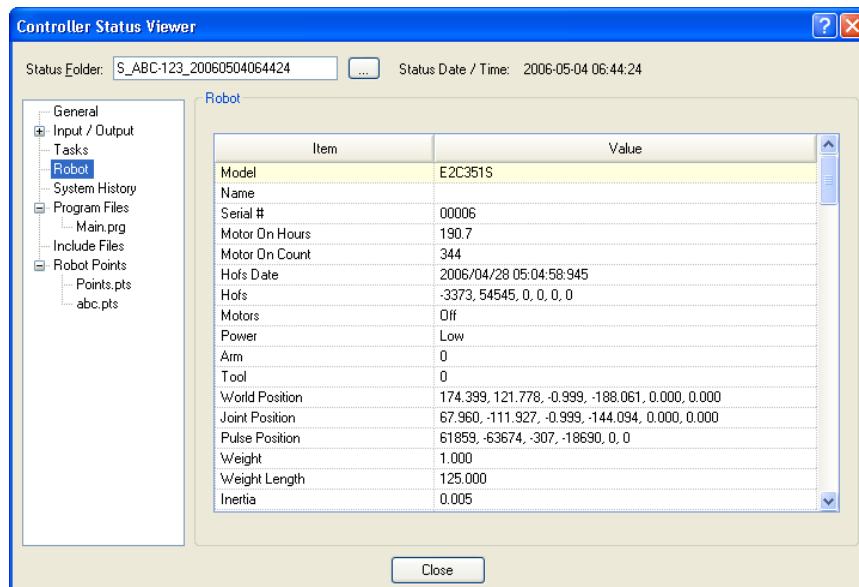 Controller Status Viewer
Status Folder: S_ABC-123_20060504064424 ... Status Date / Time: 2006-05-04 06:44:24
General
Input / Output
Tasks
Robot
System History
Program Files
Main.prg
Include Files
Robot Points
Points.pts
abc.pts
Robot
Item Value
Model E2C351S
Name
Serial # 00006
Motor On Hours 190.7
Motor On Count 344
Hofs Date 2006/04/28 05:04:58:945
Hofs -3373, 54545, 0, 0, 0, 0
Motors Off
Power Low
Arm 0
Tool 0
World Position 174.399, 121.778, -0.999, -188.061, 0.000, 0.000
Joint Position 67.960, -111.927, -0.999, -144.094, 0.000, 0.000
Pulse Position 61859, -63674, -307, -18690, 0, 0
Weight 1.000
Weight Length 125.000
Inertia 0.005
Close